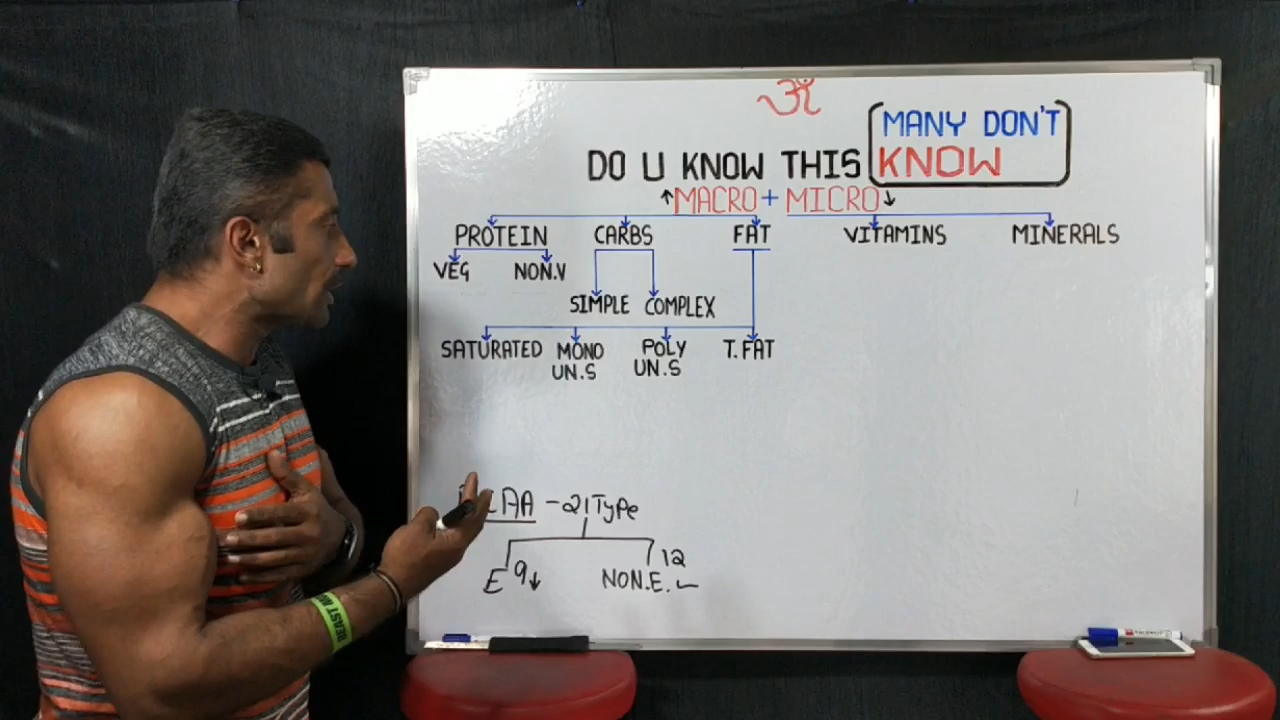 ॐ
MANY DON'T
DO U KNOW THIS KNOW
↑MACRO + MICRO↓
PROTEIN CARBS FAT VITAMINS MINERALS
VEG NON.V
SIMPLE COMPLEX
SATURATED MONO POLY T.FAT
UN.S UN.S
AA - 21 TYPe
E 9↓ NON.E. 12
BEAST